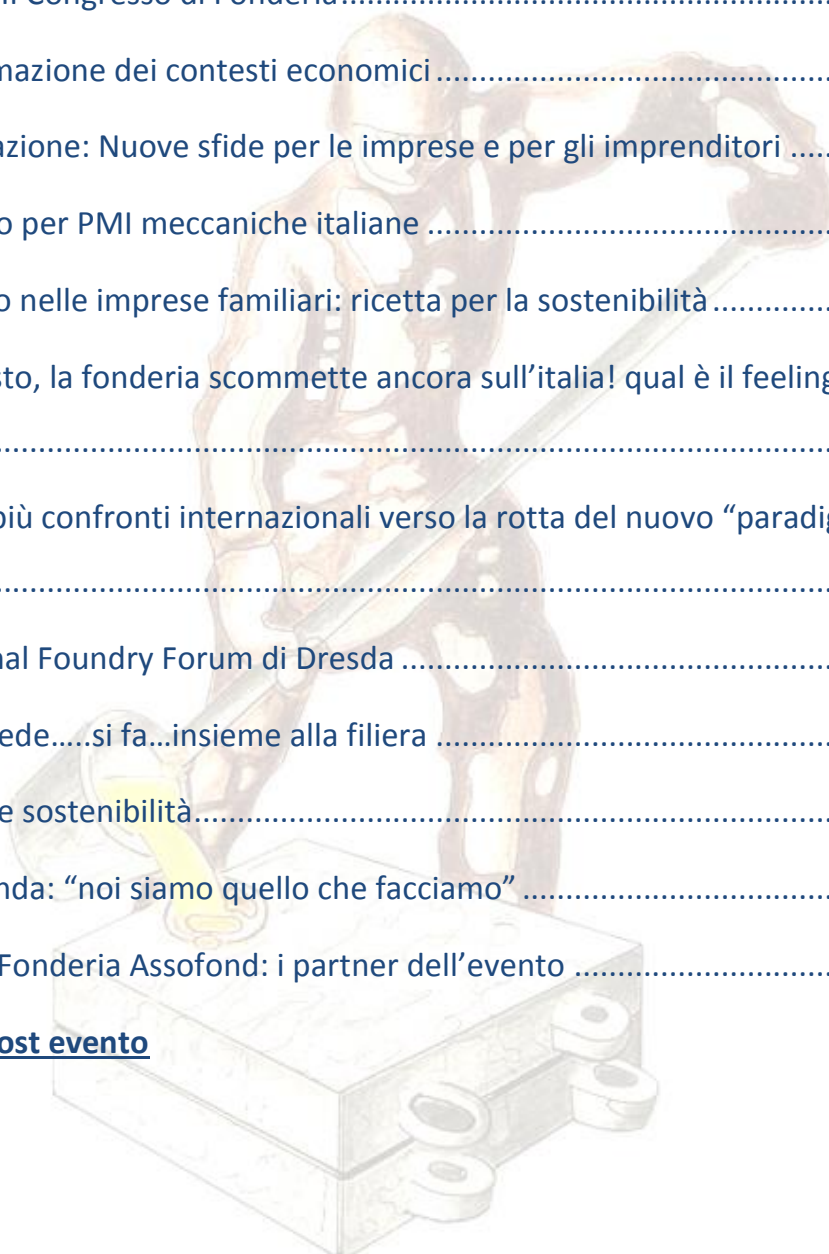 Congresso di Fonderia........................................................................
mazione dei contesti economici........................................................
azione: Nuove sfide per le imprese e per gli imprenditori .....
o per PMI meccaniche italiane ........................................................
o nelle imprese familiari: ricetta per la sostenibilità................
sto, la fonderia scommette ancora sull’italia! qual è il feeling
........................................................................................................
più confronti internazionali verso la rotta del nuovo “paradig
........................................................................................................
nal Foundry Forum di Dresda ............................................................
ede.....si fa...insieme alla filiera ........................................................
e sostenibilità....................................................................................
nda: “noi siamo quello che facciamo” .........................................
Fonderia Assofond: i partner dell’evento ..................................
ost evento